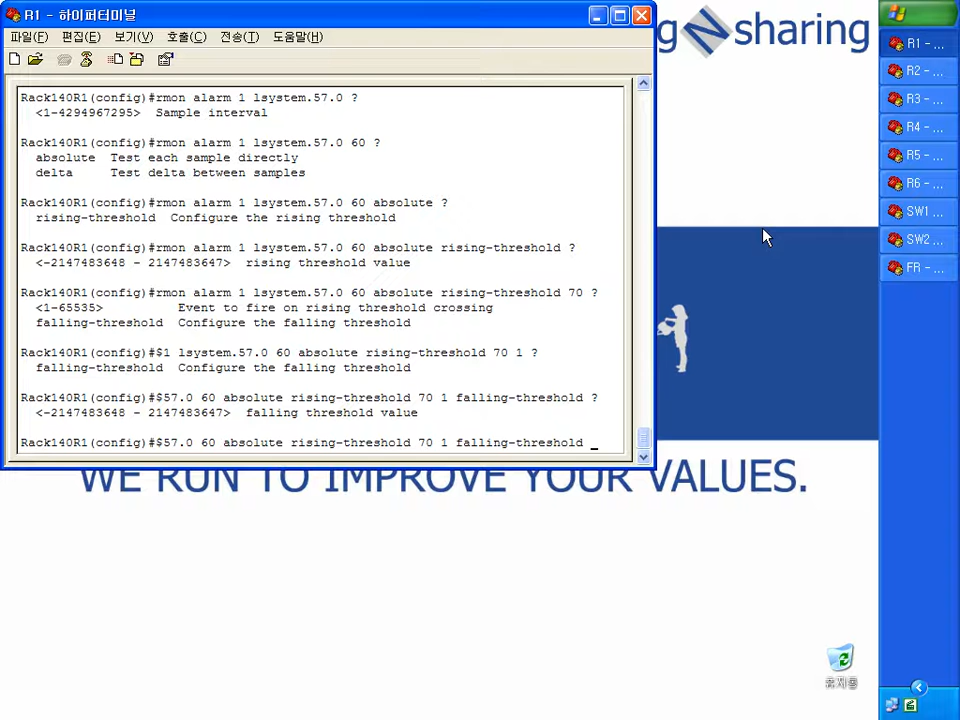 R1 - 하이퍼터미널
파일(F) 편집(E) 보기(V) 호출(C) 전송(T) 도움말(H)
g N sharing
Rack140R1(config)#rmon alarm 1 lsystem.57.0 ?
<1-4294967295> Sample interval
Rack140R1(config)#rmon alarm 1 lsystem.57.0 60 ?
absolute Test each sample directly
delta Test delta between samples
Rack140R1(config)#rmon alarm 1 lsystem.57.0 60 absolute ?
rising-threshold Configure the rising threshold
Rack140R1(config)#rmon alarm 1 lsystem.57.0 60 absolute rising-threshold ?
<-2147483648 - 2147483647> rising threshold value
Rack140R1(config)#rmon alarm 1 lsystem.57.0 60 absolute rising-threshold 70 ?
<1-65535> Event to fire on rising threshold crossing
falling-threshold Configure the falling threshold
Rack140R1(config)#$1 lsystem.57.0 60 absolute rising-threshold 70 1 ?
falling-threshold Configure the falling threshold
Rack140R1(config)#$57.0 60 absolute rising-threshold 70 1 falling-threshold ?
<-2147483648 - 2147483647> falling threshold value
Rack140R1(config)#$57.0 60 absolute rising-threshold 70 1 falling-threshold _
WE RUN TO IMPROVE YOUR VALUES.
R1 - ...
R2 - ...
R3 - ...
R4 - ...
R5 - ...
R6 - ...
SW1 ...
SW2 ...
FR - ...
휴지통